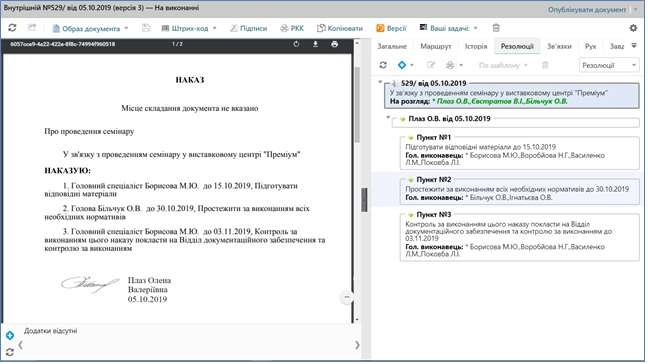 Внутрішній №529/ від 05.10.2019 (версія 3) — На виконанні
Опублікувати документ
Образ документа
Штрих-код
Підписи
РКК
Копіювати
Версії
Ваші задачі
6057oce9-4e22-422e-8f8c-74994f960518
1 / 2
НАКАЗ
Місце складання документа не вказано
Про проведення семінару
У зв'язку з проведенням семінару у виставковому центрі "Преміум"
НАКАЗУЮ:
1. Головний спеціаліст Борисова М.Ю. до 15.10.2019, Підготувати
відповідні матеріали
2. Голова Більчук О.В. до 30.10.2019, Простежити за виконанням всіх
необхідних нормативів
3. Головний спеціаліст Борисова М.Ю. до 03.11.2019, Контроль за
виконанням цього наказу покласти на Відділ документаційного забезпечення та
контролю за виконанням
Плаз Олена
Валеріївна
05.10.2019
Додатки відсутні
Загальне Маршрут Історія Резолюції Зв'язки Рук Завд
По шаблону
Резолюції
529/ від 05.10.2019
У зв'язку з проведенням семінару у виставковому центрі "Преміум"
На розгляд: * Плаз О.В.,Євстратов В.І.,Більчук О.В.
Плаз О.В. від 05.10.2019
Пункт №1
Підготувати відповідні матеріали до 15.10.2019
Гол. виконавець: * Борисова М.Ю.,Воробйова Н.Г.,Василенко
Л.М.,Поковба Л.І.
Пункт №2
Простежити за виконанням всіх необхідних нормативів до 30.10.2019
Гол. виконавець: * Більчук О.В.,Ігнатьєва О.В.
Пункт №3
Контроль за виконанням цього наказу покласти на Відділ
документаційного забезпечення та контролю за виконанням до
03.11.2019
Гол. виконавець: * Борисова М.Ю.,Воробйова Н.Г.,Василенко
Л.М.,Поковба Л.І.